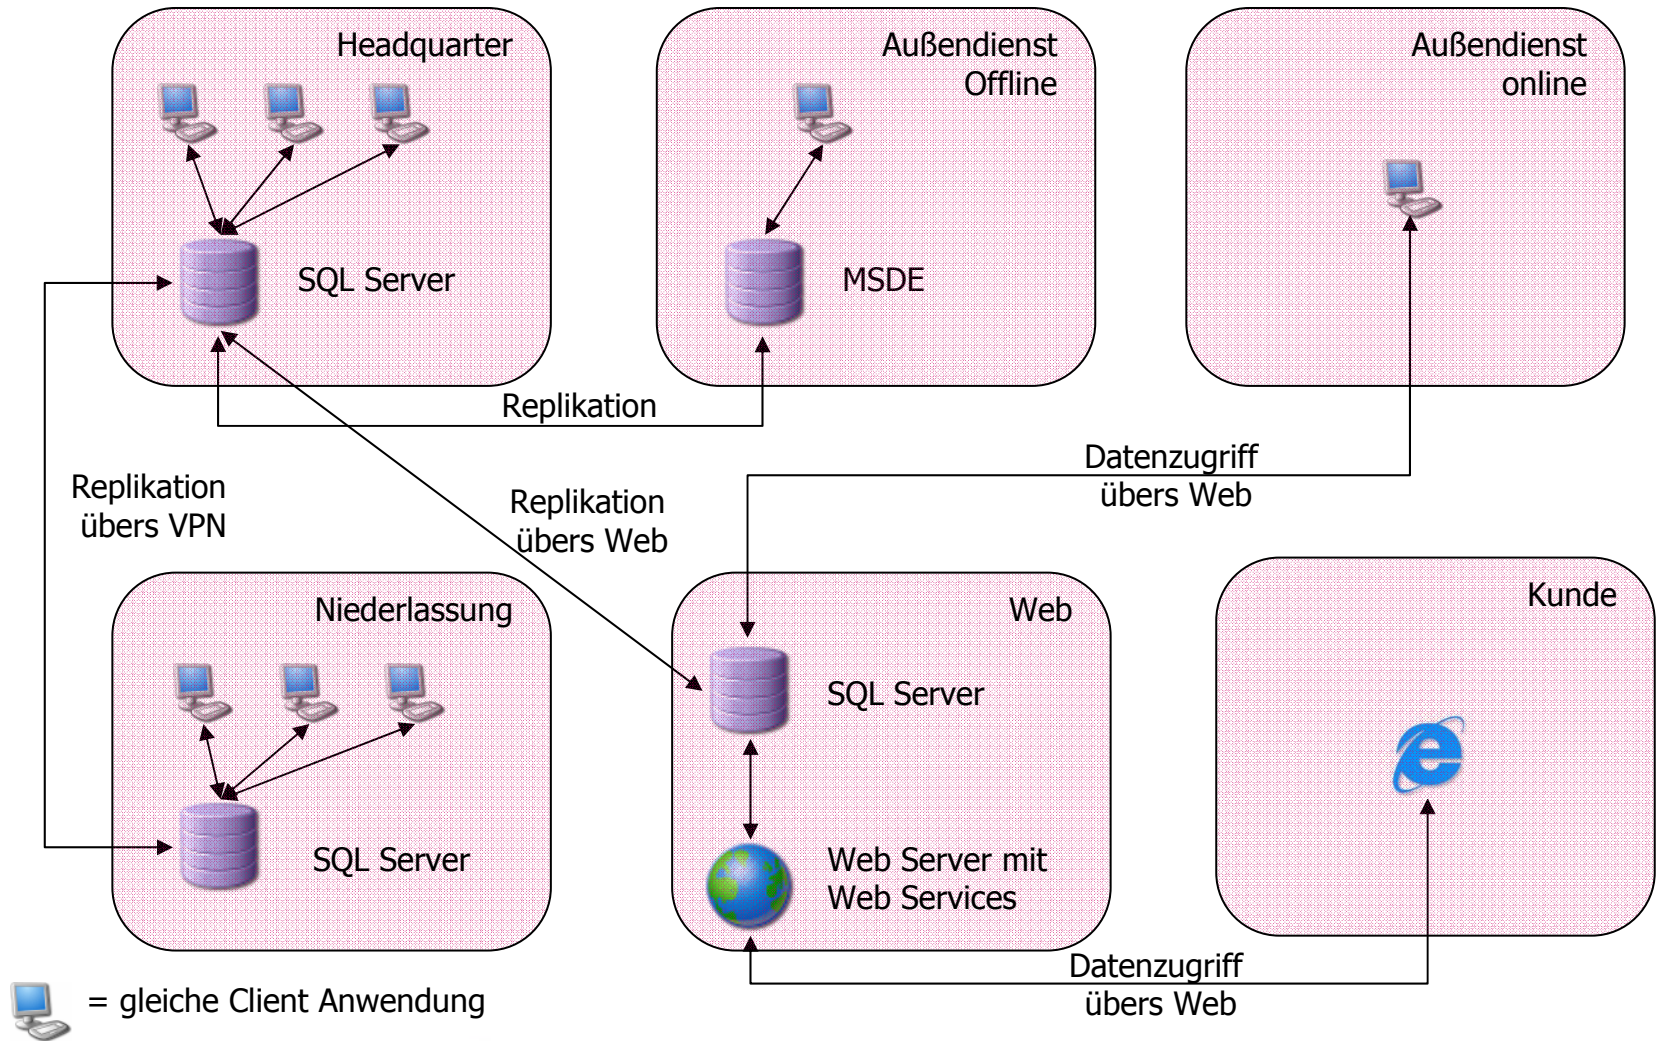 Headquarter
SQL Server
Außendienst
Offline
MSDE
Außendienst
online
Replikation
Replikation
übers VPN
Replikation
übers Web
Datenzugriff
übers Web
Niederlassung
SQL Server
Web
SQL Server
Web Server mit
Web Services
Kunde
Datenzugriff
übers Web
= gleiche Client Anwendung